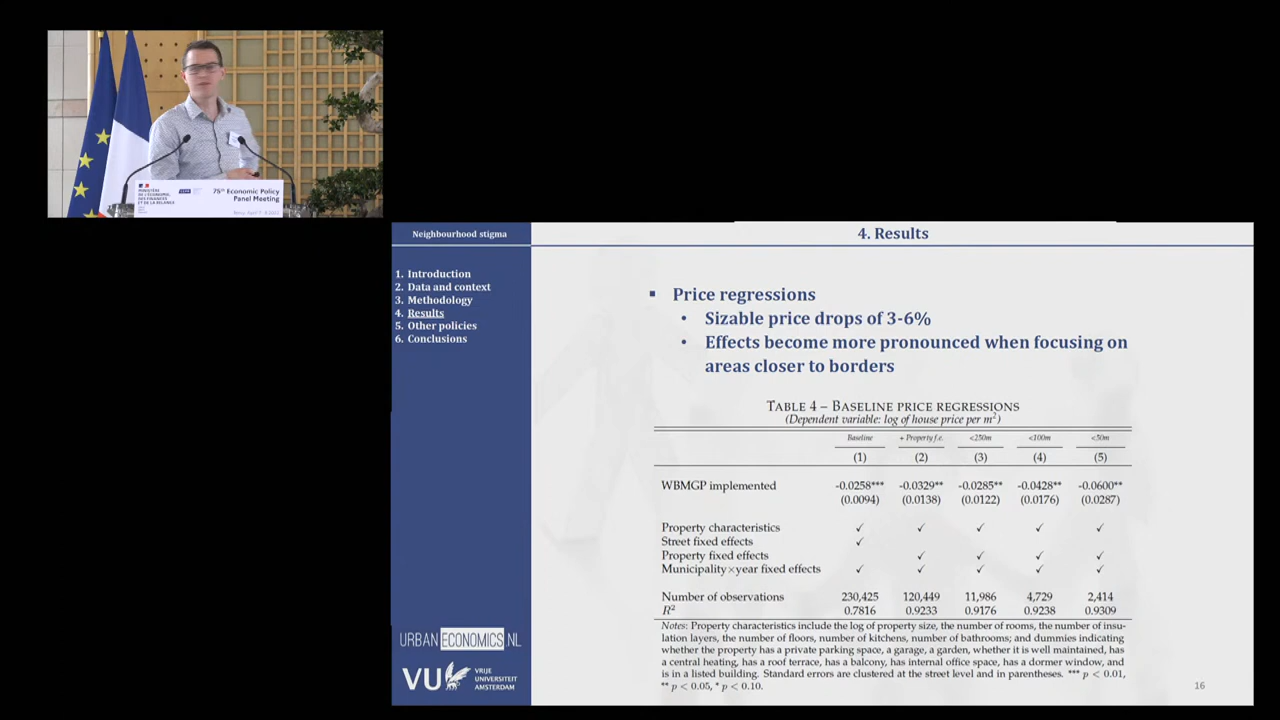 MINISTÈRE
DE L'ÉCONOMIE,
DES FINANCES
ET DE LA RELANCE
75th Economic Policy
Panel Meeting
Neighbourhood stigma
4. Results
1. Introduction
2. Data and context
3. Methodology
4. Results
5. Other policies
6. Conclusions
▪ Price regressions
• Sizable price drops of 3-6%
• Effects become more pronounced when focusing on
areas closer to borders
TABLE 4 – BASELINE PRICE REGRESSIONS
(Dependent variable: log of house price per m²)
Baseline + Property f.e. <250m <100m <50m
(1) (2) (3) (4) (5)
WBMGP implemented -0.0258*** -0.0329** -0.0285** -0.0428** -0.0600**
(0.0094) (0.0138) (0.0122) (0.0176) (0.0287)
Property characteristics ✓ ✓ ✓ ✓ ✓
Street fixed effects ✓
Property fixed effects ✓ ✓ ✓ ✓
Municipality×year fixed effects ✓ ✓ ✓ ✓ ✓
Number of observations 230,425 120,449 11,986 4,729 2,414
R² 0.7816 0.9233 0.9176 0.9238 0.9309
Notes: Property characteristics include the log of property size, the number of rooms, the number of insu-
lation layers, the number of floors, number of kitchens, number of bathrooms; and dummies indicating
whether the property has a private parking space, a garage, a garden, whether it is well maintained, has
a central heating, has a roof terrace, has a balcony, has internal office space, has a dormer window, and
is in a listed building. Standard errors are clustered at the street level and in parentheses. *** p < 0.01,
** p < 0.05, * p < 0.10.
URBANECONOMICS.NL
VU VRIJE
UNIVERSITEIT
AMSTERDAM
16